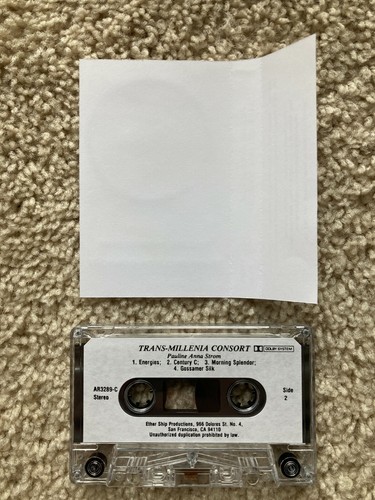 TRANS-MILLENIA CONSORT DOLBY SYSTEM
Pauline Anna Strom
1. Energies; 2. Century C; 3. Morning Splendor;
4. Gossamer Silk
AR3289-C
Stereo
Side
2
Ether Ship Productions, 966 Dolores St. No. 4,
San Francisco, CA 94110
Unauthorized duplication prohibited by law.